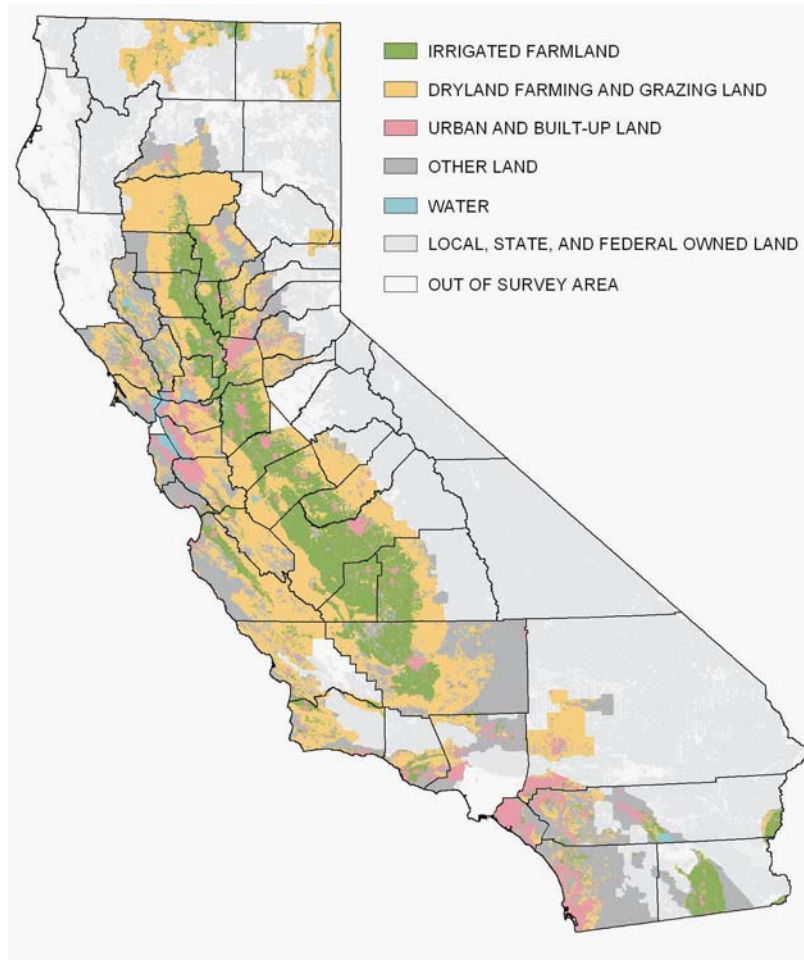 IRRIGATED FARMLAND
DRYLAND FARMING AND GRAZING LAND
URBAN AND BUILT-UP LAND
OTHER LAND
WATER
LOCAL, STATE, AND FEDERAL OWNED LAND
OUT OF SURVEY AREA